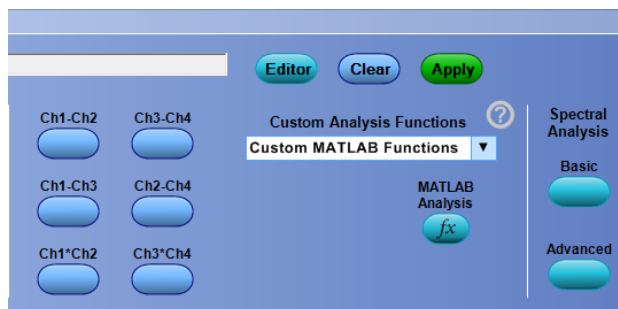 Editor Clear Apply
Ch1-Ch2 Ch3-Ch4
Custom Analysis Functions ?
Spectral
Analysis
Custom MATLAB Functions
Basic
Ch1-Ch3 Ch2-Ch4
MATLAB
Analysis
fx
Ch1*Ch2 Ch3*Ch4
Advanced